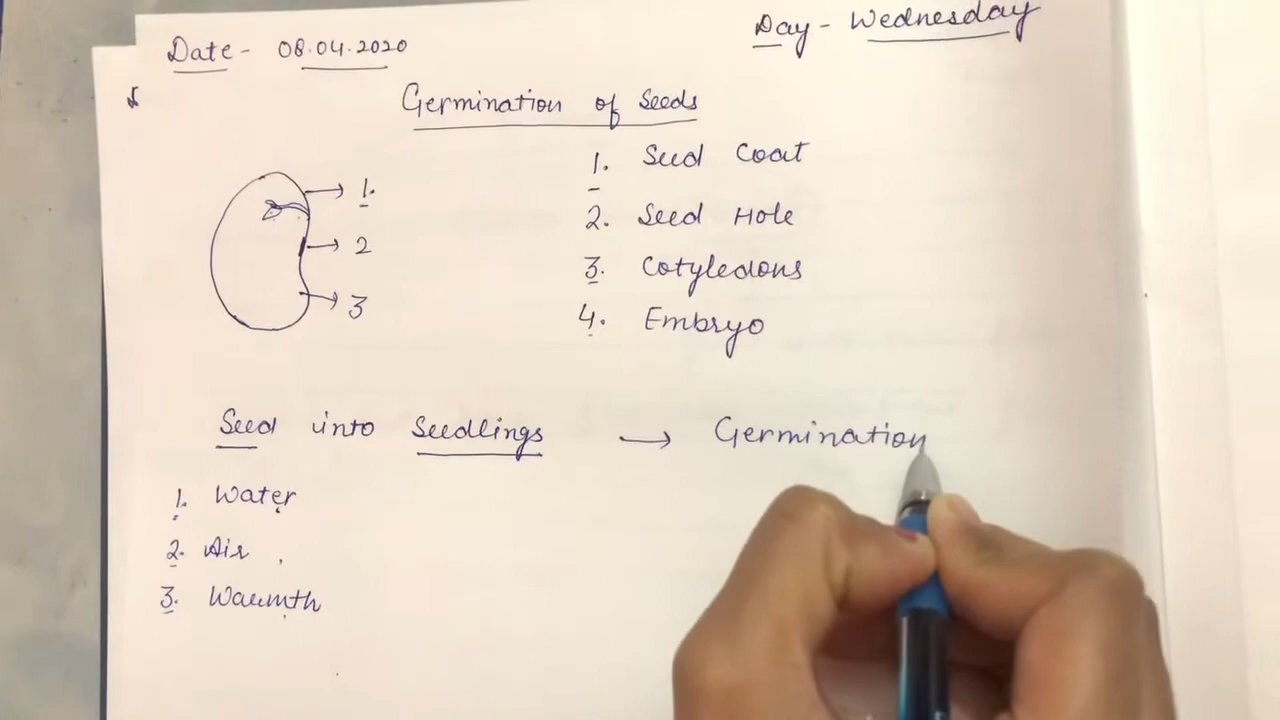 Date - 08.04.2020
Day - Wednesday
Germination of Seeds
1.
2
3
1. Seed Coat
2. Seed Hole
3. Cotyledons
4. Embryo
Seed into Seedlings → Germination
1. Water
2. Air
3. Warmth